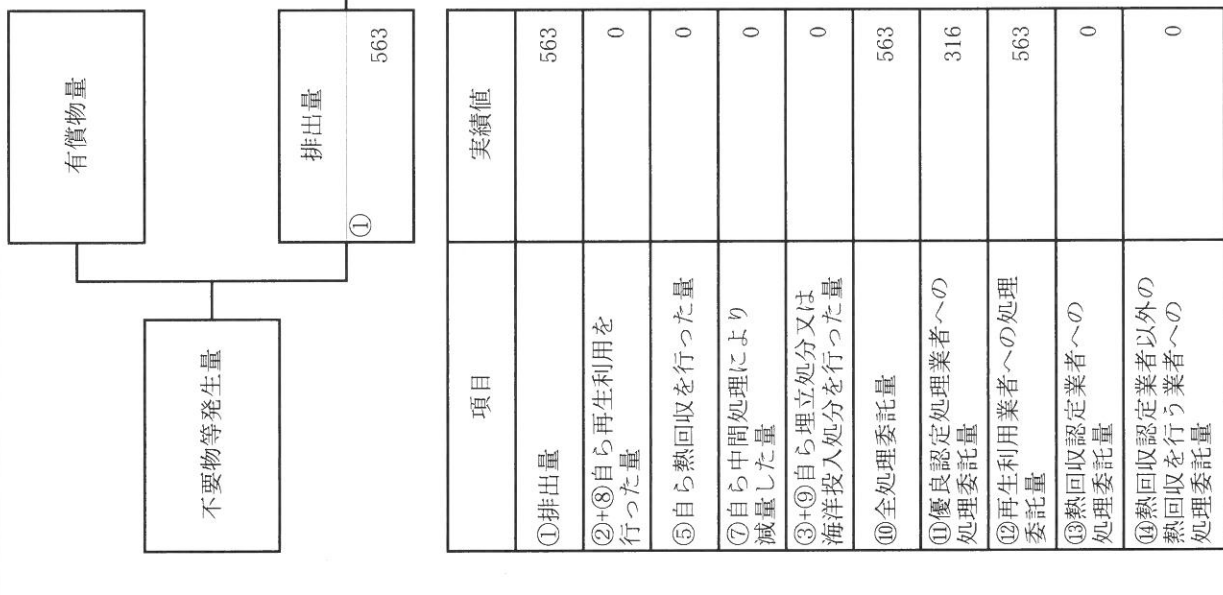 有償物量
不要物等発生量
排出量
①
563
項目
実績値
①排出量
563
②+⑧自ら再生利用を
行った量
0
⑤自ら熱回収を行った量
0
⑦自ら中間処理により
減量した量
0
③+⑨自ら埋立処分又は
海洋投入処分を行った量
0
⑩全処理委託量
563
⑪優良認定処理業者への
処理委託量
316
⑫再生利用業者への処理
委託量
563
⑬熱回収認定業者への
処理委託量
0
⑭熱回収認定業者以外の
熱回収を行う業者への
処理委託量
0